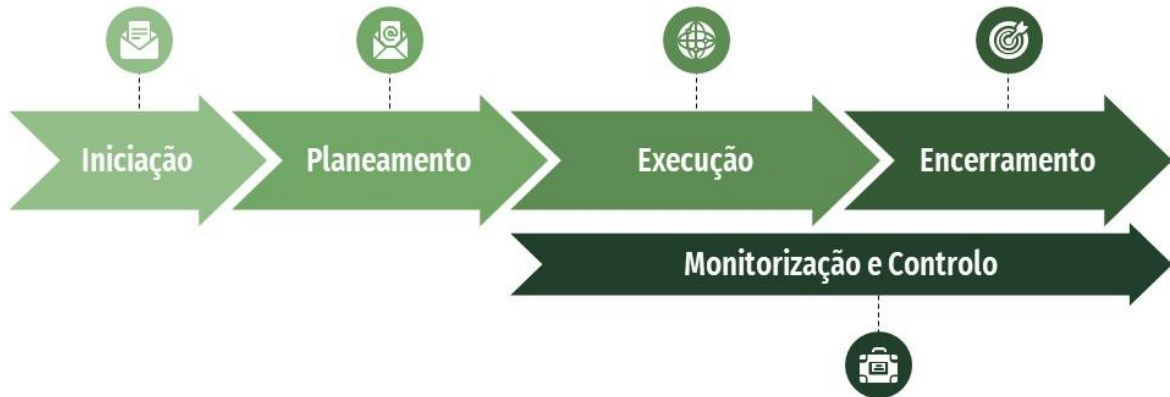 Iniciação
Planeamento
Execução
Encerramento
Monitorização e Controlo